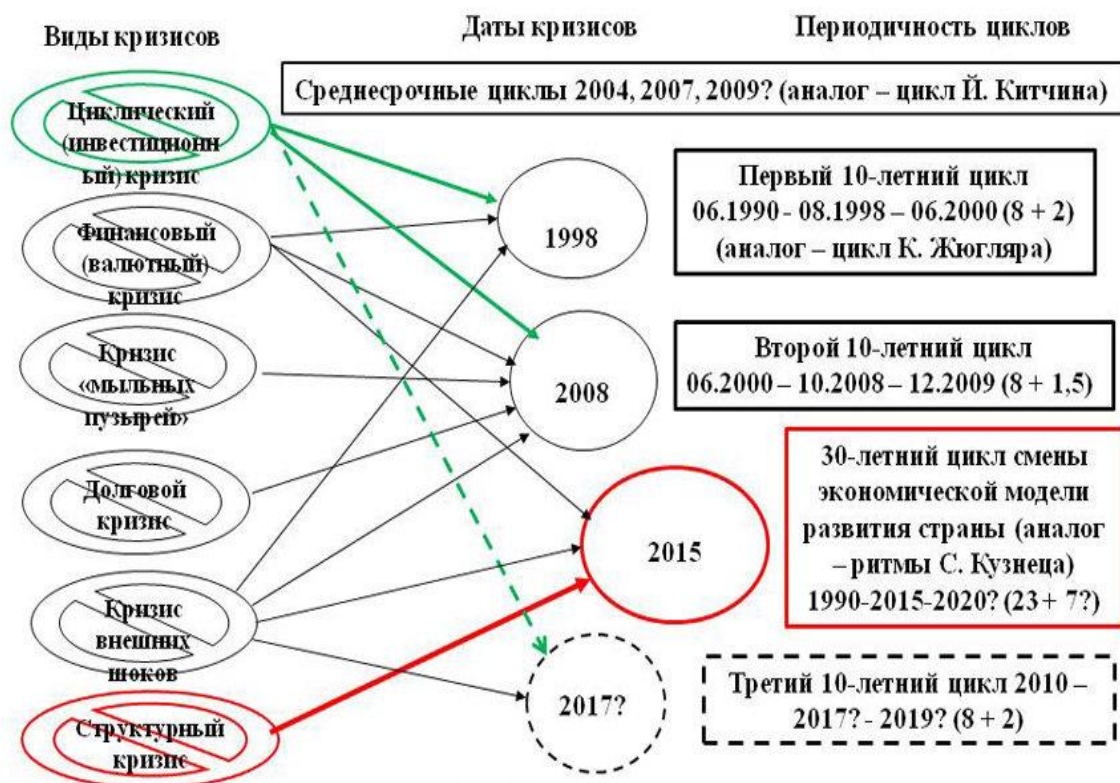 Виды кризисов
Даты кризисов
Периодичность циклов
Среднесрочные циклы 2004, 2007, 2009? (аналог – цикл Й. Китчина)
Циклический
(инвестиционн
ый) кризис
Финансовый
(валютный)
кризис
Кризис
«мыльных
пузырей»
Долговой
кризис
Кризис
внешних
шоков
Структурный
кризис
1998
2008
2015
2017?
Первый 10-летний цикл
06.1990 - 08.1998 – 06.2000 (8 + 2)
(аналог – цикл К. Жюгляра)
Второй 10-летний цикл
06.2000 – 10.2008 – 12.2009 (8 + 1,5)
30-летний цикл смены
экономической модели
развития страны (аналог
– ритмы С. Кузнеца)
1990-2015-2020? (23 + 7?)
Третий 10-летний цикл 2010 –
2017? - 2019? (8 + 2)